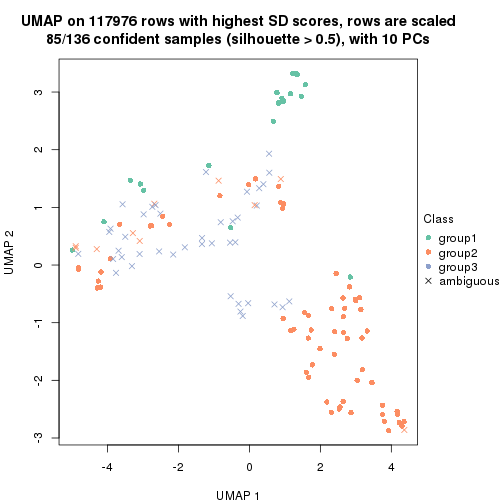 UMAP on 117976 rows with highest SD scores, rows are scaled
85/136 confident samples (silhouette > 0.5), with 10 PCs
3
2
1
0
-1
-2
-3
UMAP 2
-4
-2
0
2
4
UMAP 1
Class
group1
group2
group3
ambiguous